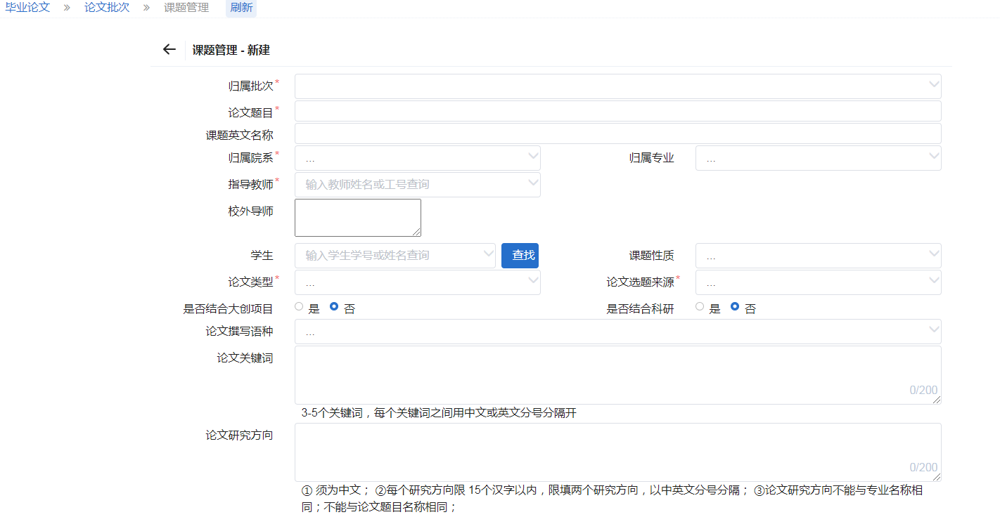 毕业论文 » 论文批次 » 课题管理 刷新
课题管理 - 新建
归属批次*
论文题目*
课题英文名称
归属院系* ... 归属专业 ...
指导教师* 输入教师姓名或工号查询
校外导师
学生 输入学生学号或姓名查询 查找 课题性质 ...
论文类型* ... 论文选题来源* ...
是否结合大创项目 是 否 是否结合科研 是 否
论文撰写语种 ...
论文关键词
0/200
3-5个关键词，每个关键词之间用中文或英文分号分隔开
论文研究方向
0/200
① 须为中文； ②每个研究方向限 15个汉字以内，限填两个研究方向，以中英文分号分隔； ③论文研究方向不能与专业名称相
同；不能与论文题目名称相同；